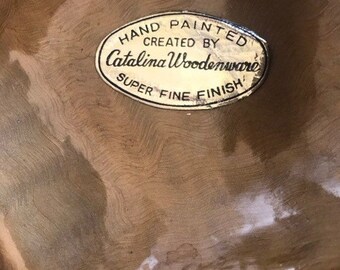 HAND PAINTED
CREATED BY
Catalina Woodenware
SUPER FINE FINISH